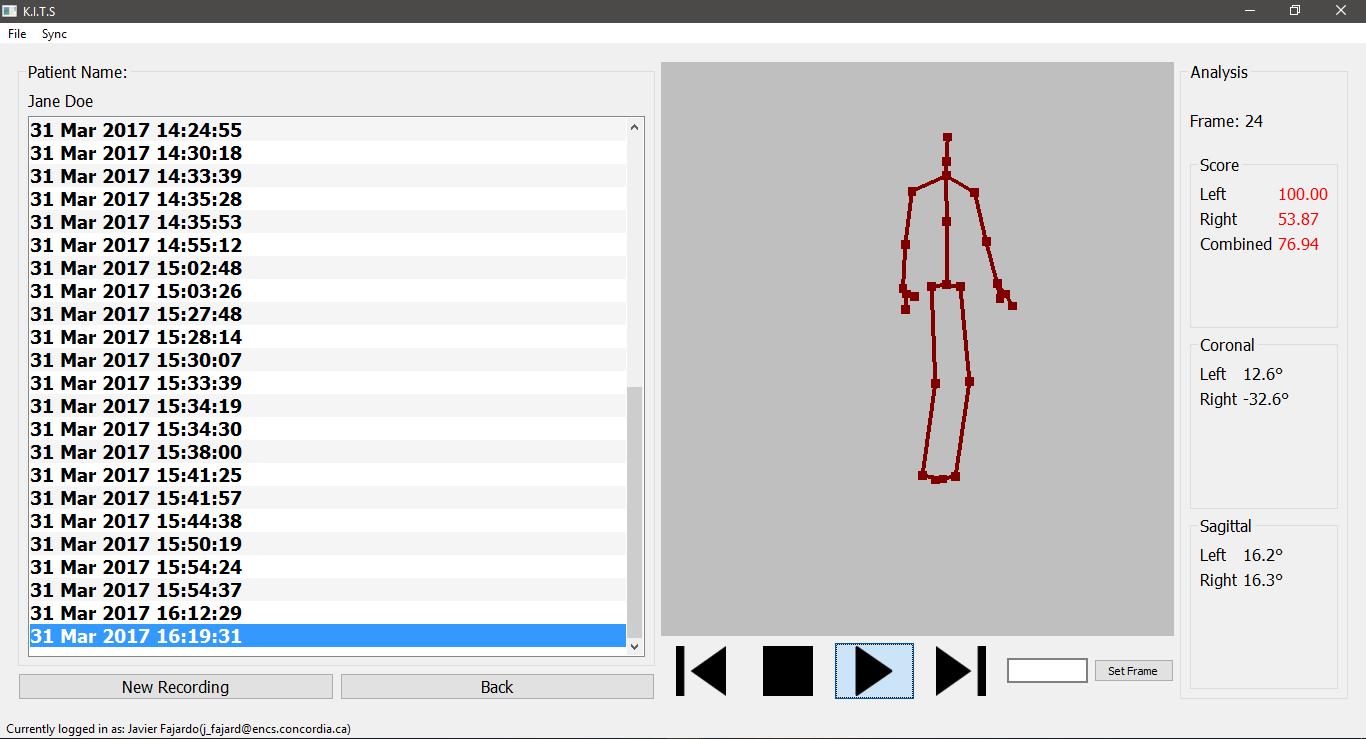 K.I.T.S
File Sync
Patient Name:
Jane Doe
31 Mar 2017 14:24:55
31 Mar 2017 14:30:18
31 Mar 2017 14:33:39
31 Mar 2017 14:35:28
31 Mar 2017 14:35:53
31 Mar 2017 14:55:12
31 Mar 2017 15:02:48
31 Mar 2017 15:03:26
31 Mar 2017 15:27:48
31 Mar 2017 15:28:14
31 Mar 2017 15:30:07
31 Mar 2017 15:33:39
31 Mar 2017 15:34:19
31 Mar 2017 15:34:30
31 Mar 2017 15:38:00
31 Mar 2017 15:41:25
31 Mar 2017 15:41:57
31 Mar 2017 15:44:38
31 Mar 2017 15:50:19
31 Mar 2017 15:54:24
31 Mar 2017 15:54:37
31 Mar 2017 16:12:29
31 Mar 2017 16:19:31
New Recording Back
Set Frame
Analysis
Frame: 24
Score
Left 100.00
Right 53.87
Combined 76.94
Coronal
Left 12.6°
Right -32.6°
Sagittal
Left 16.2°
Right 16.3°
Currently logged in as: Javier Fajardo(j_fajard@encs.concordia.ca)